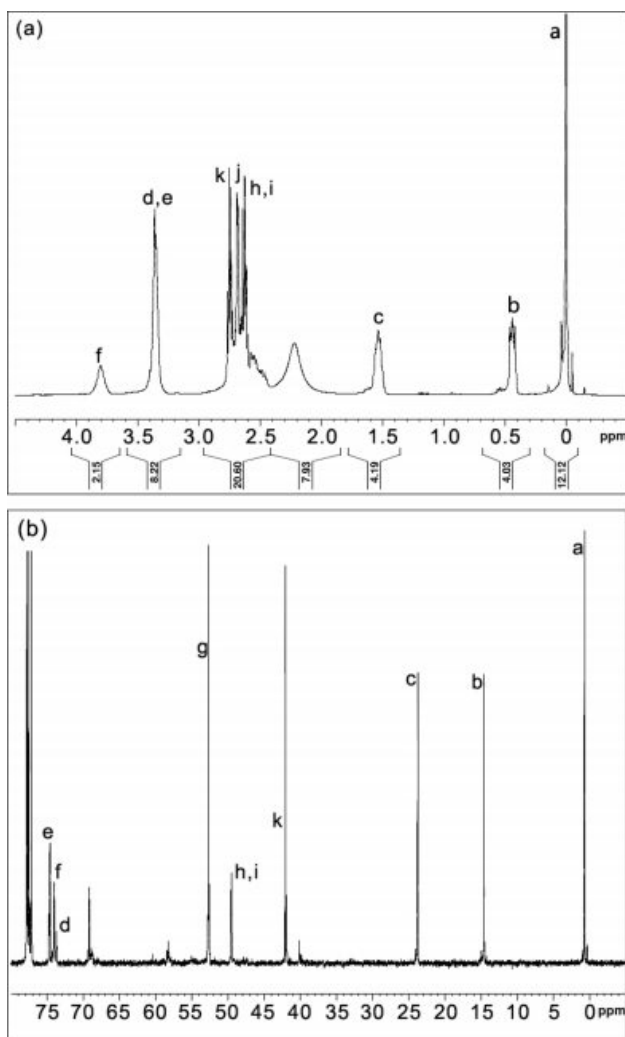 (a)
a
k
j
h,i
d,e
c
b
f
4.0 3.5 3.0 2.5 2.0 1.5 1.0 0.5 0 ppm
2.15 8.22 20.60 7.93 4.19 4.03 12.12
(b)
a
g
c
b
k
e
f
h,i
d
75 70 65 60 55 50 45 40 35 30 25 20 15 10 5 0 ppm